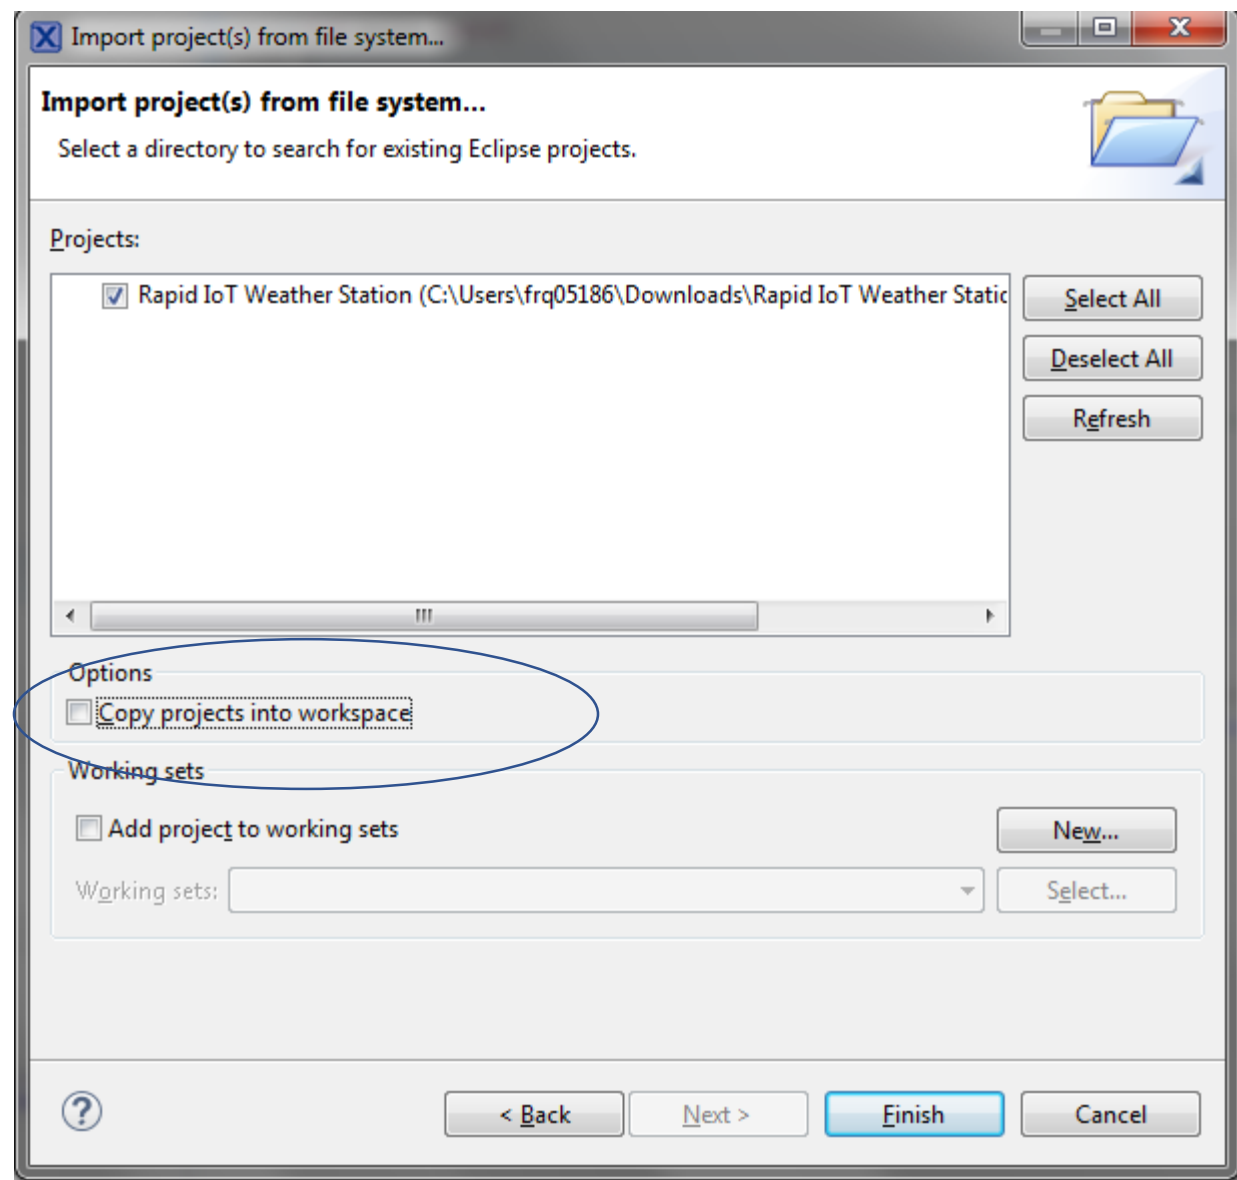 Import project(s) from file system...
Import project(s) from file system...
Select a directory to search for existing Eclipse projects.
Projects:
Rapid IoT Weather Station (C:\Users\frq05186\Downloads\Rapid IoT Weather Static
Select All
Deselect All
Refresh
Options
Copy projects into workspace
Working sets
Add project to working sets
New...
Working sets:
Select...
< Back
Next >
Finish
Cancel